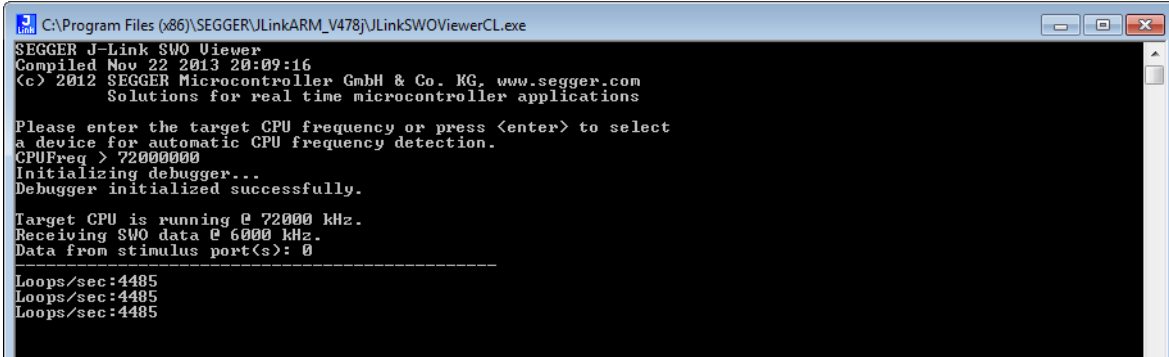 J
Link
C:\Program Files (x86)\SEGGER\JLinkARM_V478j\JLinkSWOViewerCL.exe
SEGGER J-Link SWO Viewer
Compiled Nov 22 2013 20:09:16
(c) 2012 SEGGER Microcontroller GmbH & Co. KG, www.segger.com
         Solutions for real time microcontroller applications
Please enter the target CPU frequency or press <enter> to select
a device for automatic CPU frequency detection.
CPUFreq > 72000000
Initializing debugger...
Debugger initialized successfully.
Target CPU is running @ 72000 kHz.
Receiving SWO data @ 6000 kHz.
Data from stimulus port(s): 0
-----------------------------------------------
Loops/sec:4485
Loops/sec:4485
Loops/sec:4485